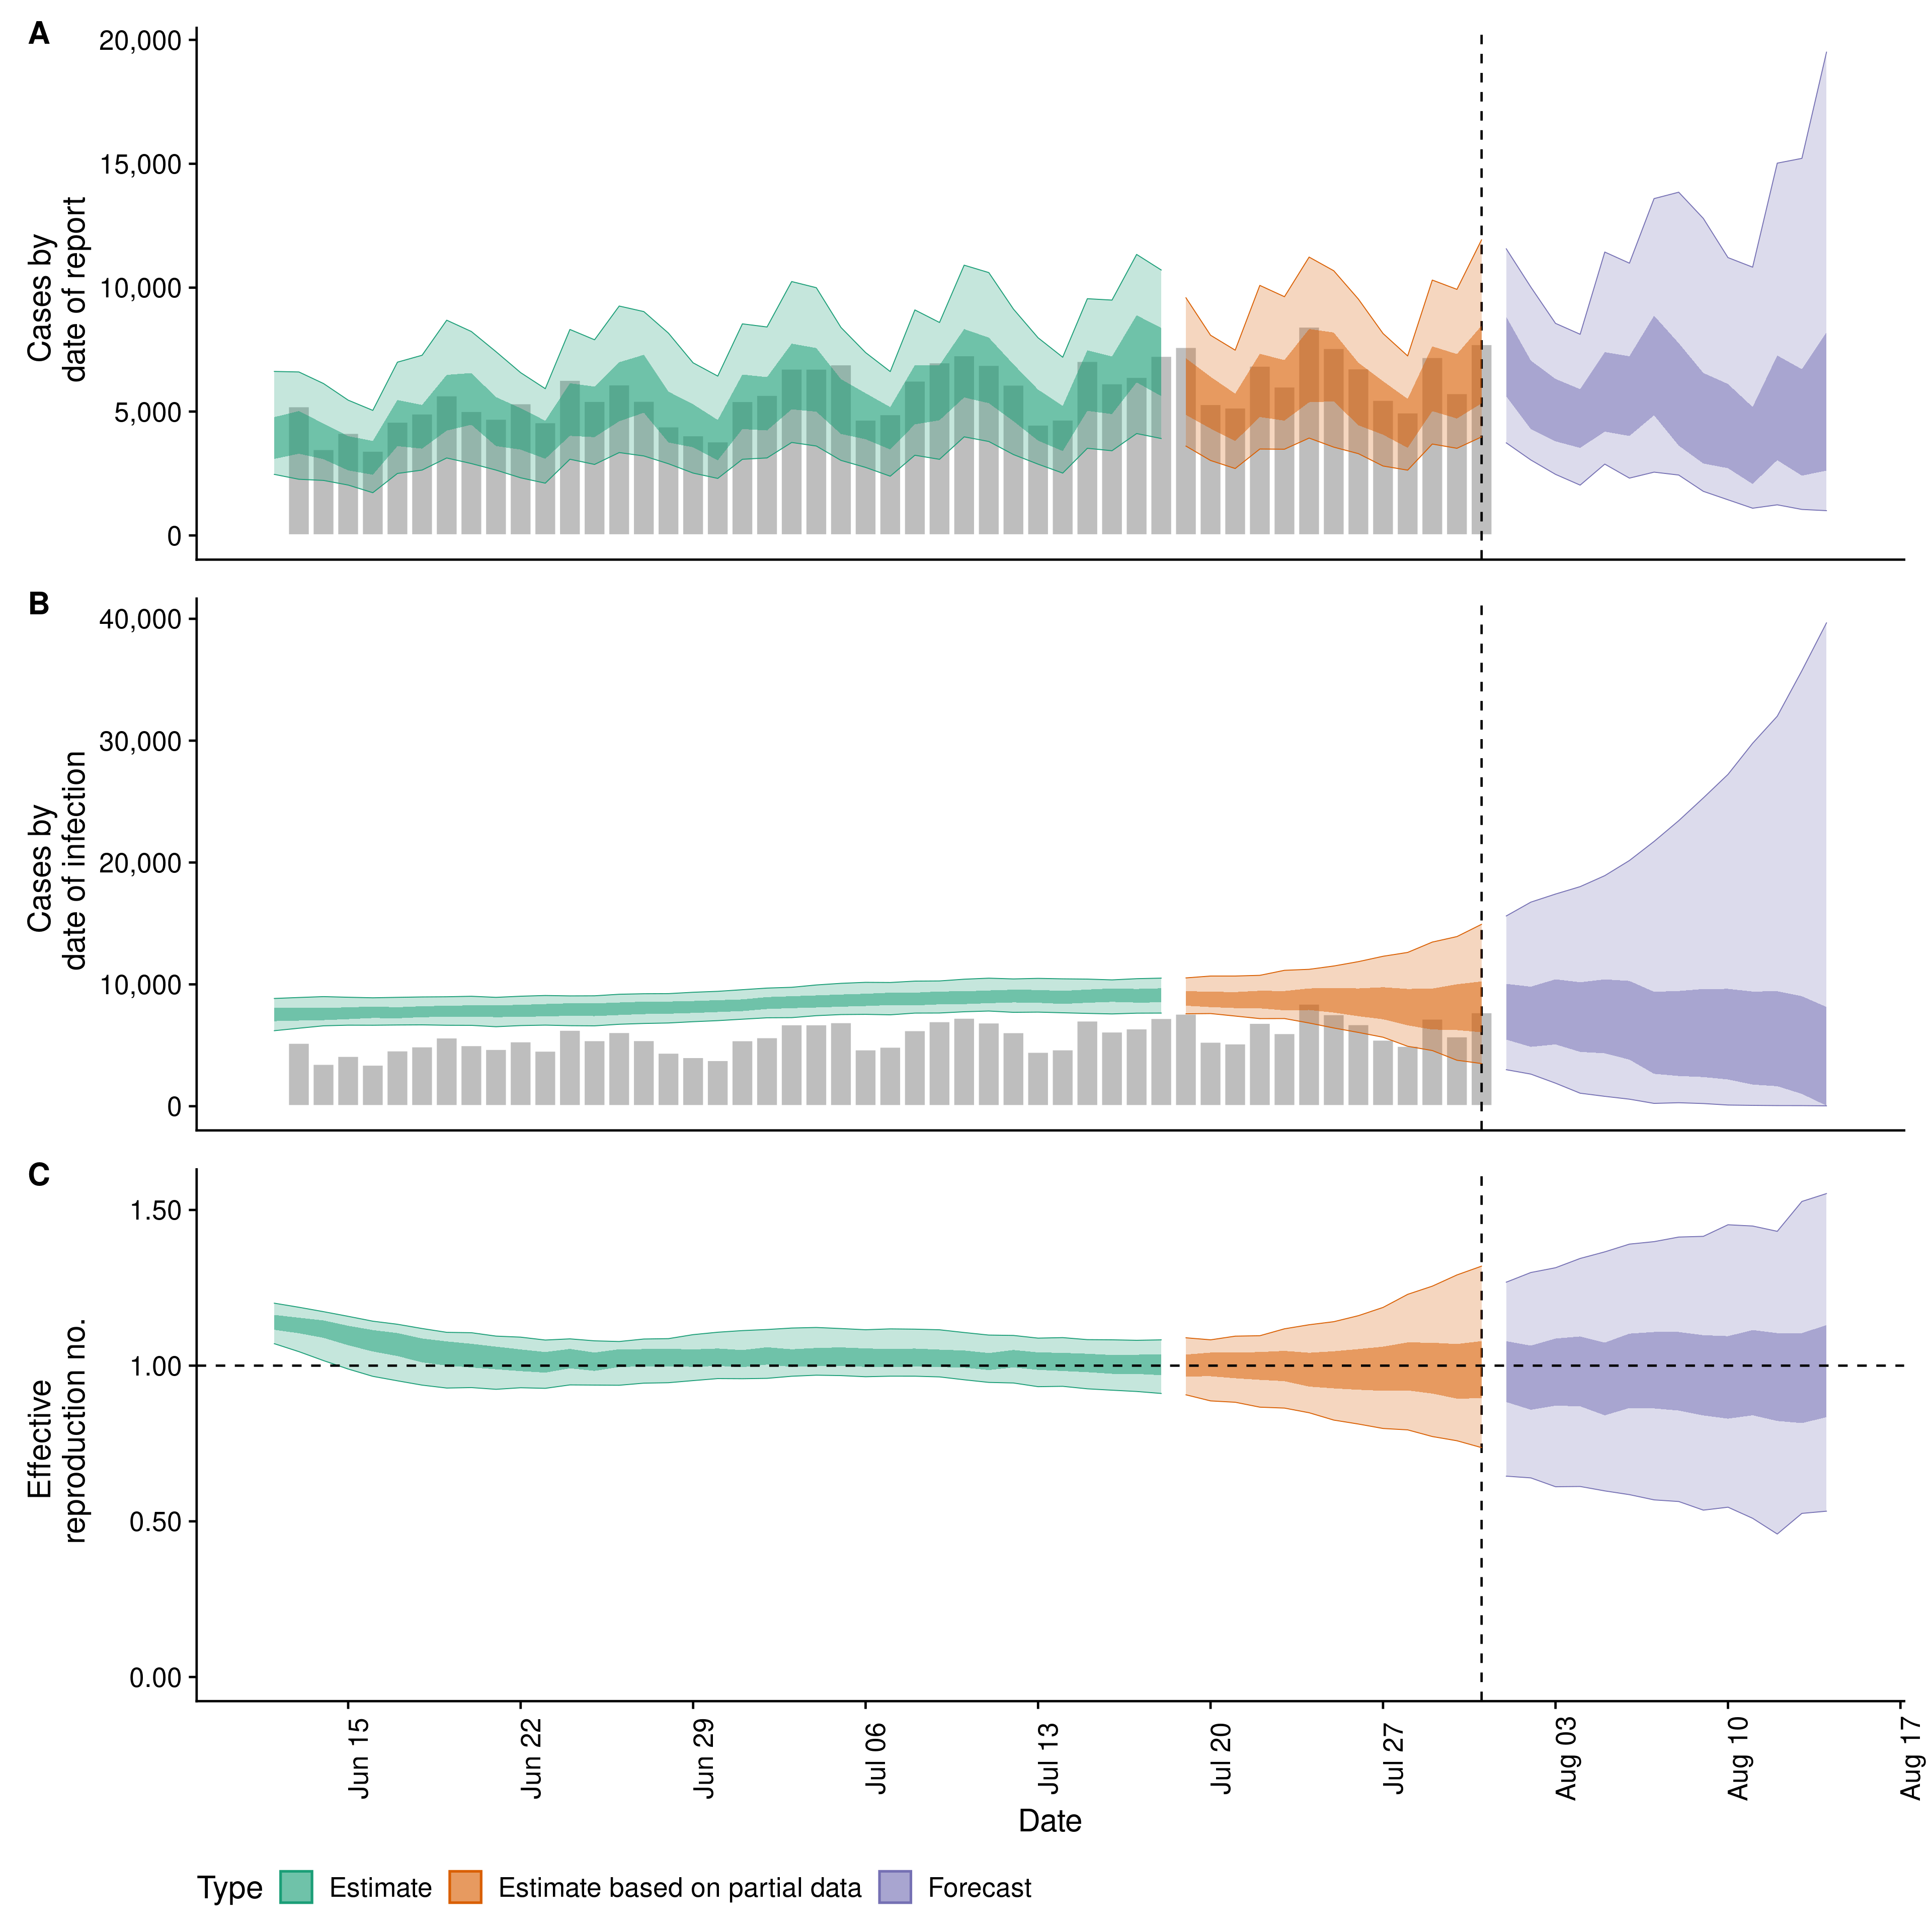 A
20,000
15,000
10,000
5,000
0
Cases by
date of report
B
40,000
30,000
20,000
10,000
0
Cases by
date of infection
C
1.50
1.00
0.50
0.00
Effective
reproduction no.
Jun 15
Jun 22
Jun 29
Jul 06
Jul 13
Jul 20
Jul 27
Aug 03
Aug 10
Aug 17
Date
Type Estimate Estimate based on partial data Forecast